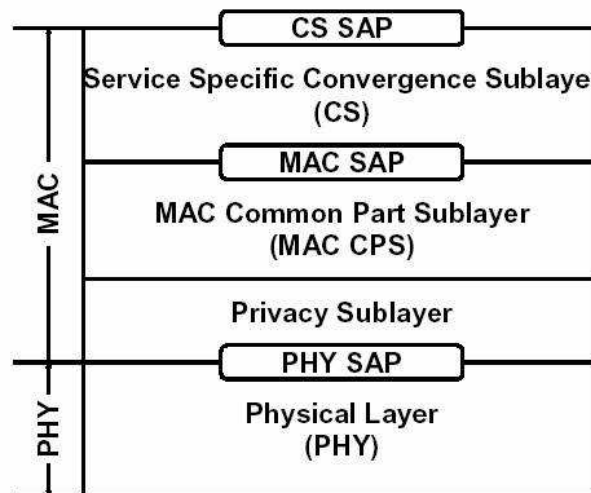 CS SAP
Service Specific Convergence Sublaye
(CS)
MAC SAP
MAC Common Part Sublayer
(MAC CPS)
Privacy Sublayer
PHY SAP
Physical Layer
(PHY)
MAC
PHY